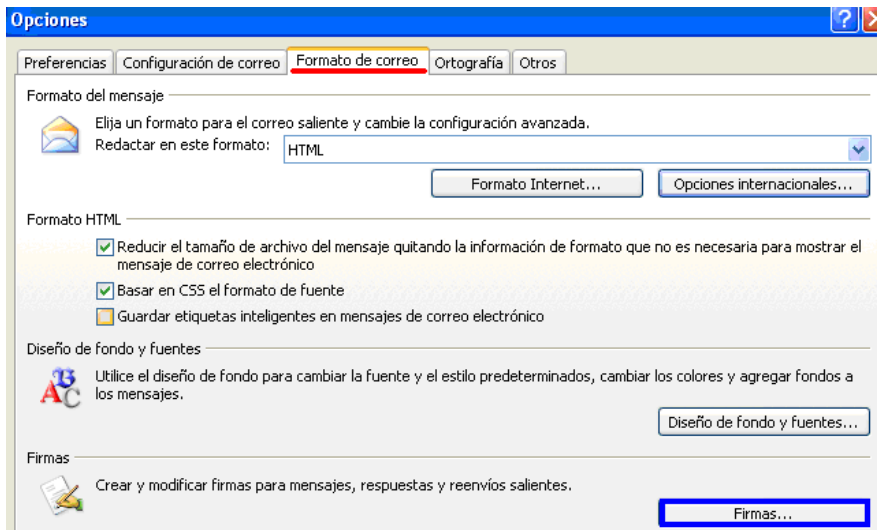 Opciones
Preferencias
Configuración de correo
Formato de correo
Ortografía
Otros
Formato del mensaje
Elija un formato para el correo saliente y cambie la configuración avanzada.
Redactar en este formato:
HTML
Formato Internet...
Opciones internacionales...
Formato HTML
Reducir el tamaño de archivo del mensaje quitando la información de formato que no es necesaria para mostrar el
mensaje de correo electrónico
Basar en CSS el formato de fuente
Guardar etiquetas inteligentes en mensajes de correo electrónico
Diseño de fondo y fuentes
Utilice el diseño de fondo para cambiar la fuente y el estilo predeterminados, cambiar los colores y agregar fondos a
los mensajes.
Diseño de fondo y fuentes...
Firmas
Crear y modificar firmas para mensajes, respuestas y reenvíos salientes.
Firmas...